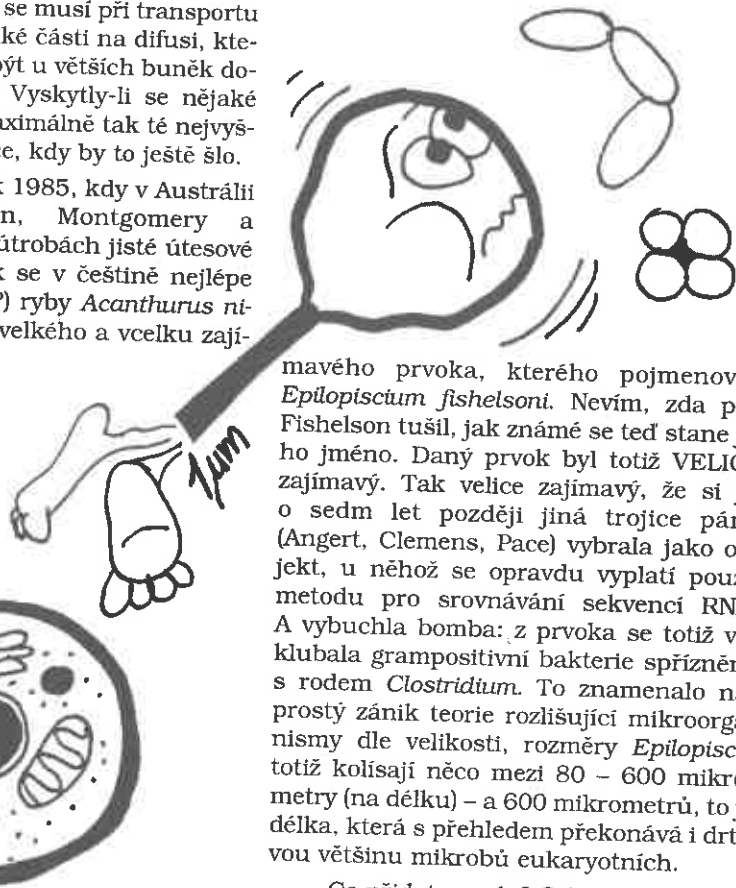 se musí při transportu
ké části na difusi, kte-
být u větších buněk do-
Vyskytly-li se nějaké
aximálně tak té nejvyš-
ce, kdy by to ještě šlo.
k 1985, kdy v Austrálii
n, Montgomery a
útrobách jisté útesové
k se v češtině nejlépe
?) ryby Acanthurus ni-
velkého a vcelku zají-
mavého prvoka, kterého pojmenov
Epilopiscium fishelsoni. Nevím, zda p
Fishelson tušil, jak známé se teď stane j
ho jméno. Daný prvok byl totiž VELIC
zajímavý. Tak velice zajímavý, že si j
o sedm let později jiná trojice pán
(Angert, Clemens, Pace) vybrala jako o
jekt, u něhož se opravdu vyplatí použ
metodu pro srovnávání sekvencí RN
A vybuchla bomba: z prvoka se totiž v
klubala grampositivní bakterie spřízněn
s rodem Clostridium. To znamenalo n
prostý zánik teorie rozlišující mikroorg
nismy dle velikosti, rozměry Epilopisc
totiž kolísají něco mezi 80 – 600 mikro
metry (na délku) – a 600 mikrometrů, to j
délka, která s přehledem překonává i drt
vou většinu mikrobů eukaryotních.